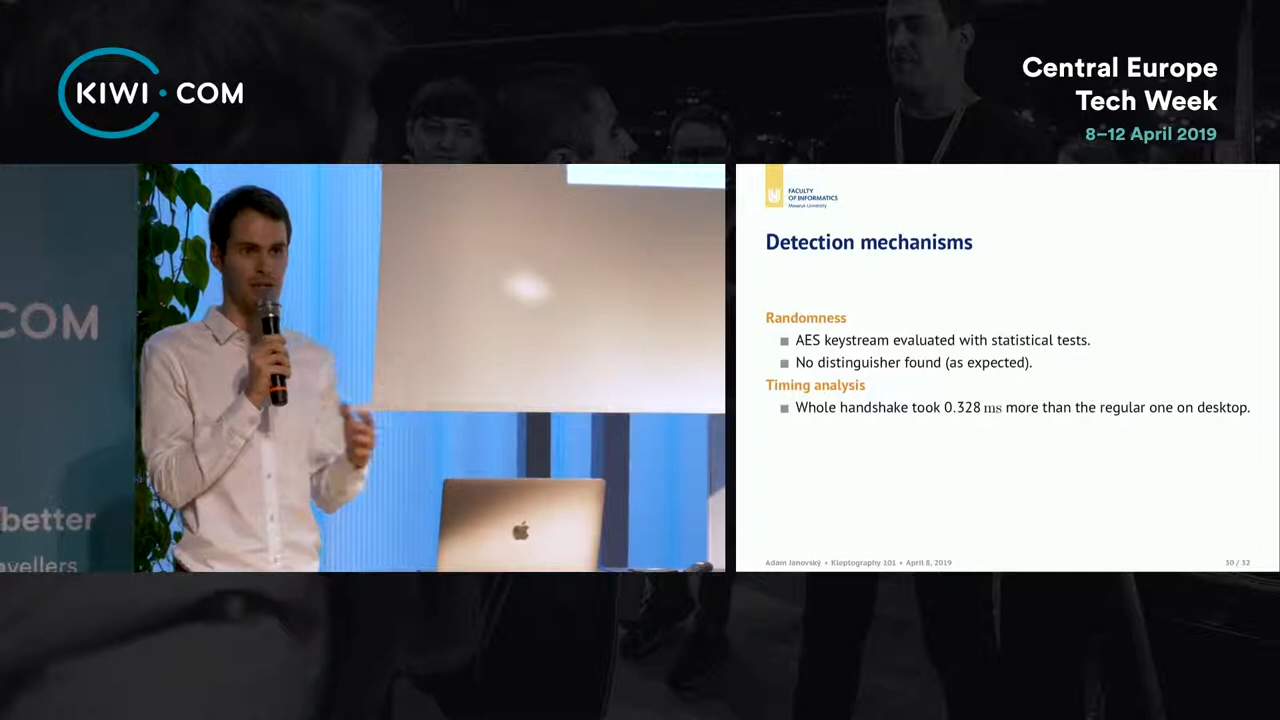 KIWI.COM
Central Europe
Tech Week
8–12 April 2019
COM
better
vellers
FACULTY
OF INFORMATICS
Masaryk University
Detection mechanisms
Randomness
AES keystream evaluated with statistical tests.
No distinguisher found (as expected).
Timing analysis
Whole handshake took 0.328 ms more than the regular one on desktop.
Adam Janovský • Kleptography 101 • April 8, 2019
30 / 32